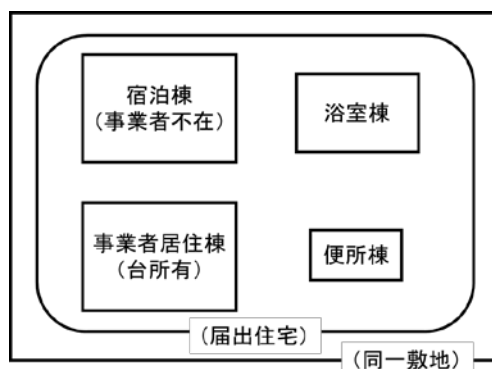 宿泊棟
(事業者不在)
浴室棟
事業者居住棟
(台所有)
便所棟
(届出住宅)
(同一敷地)